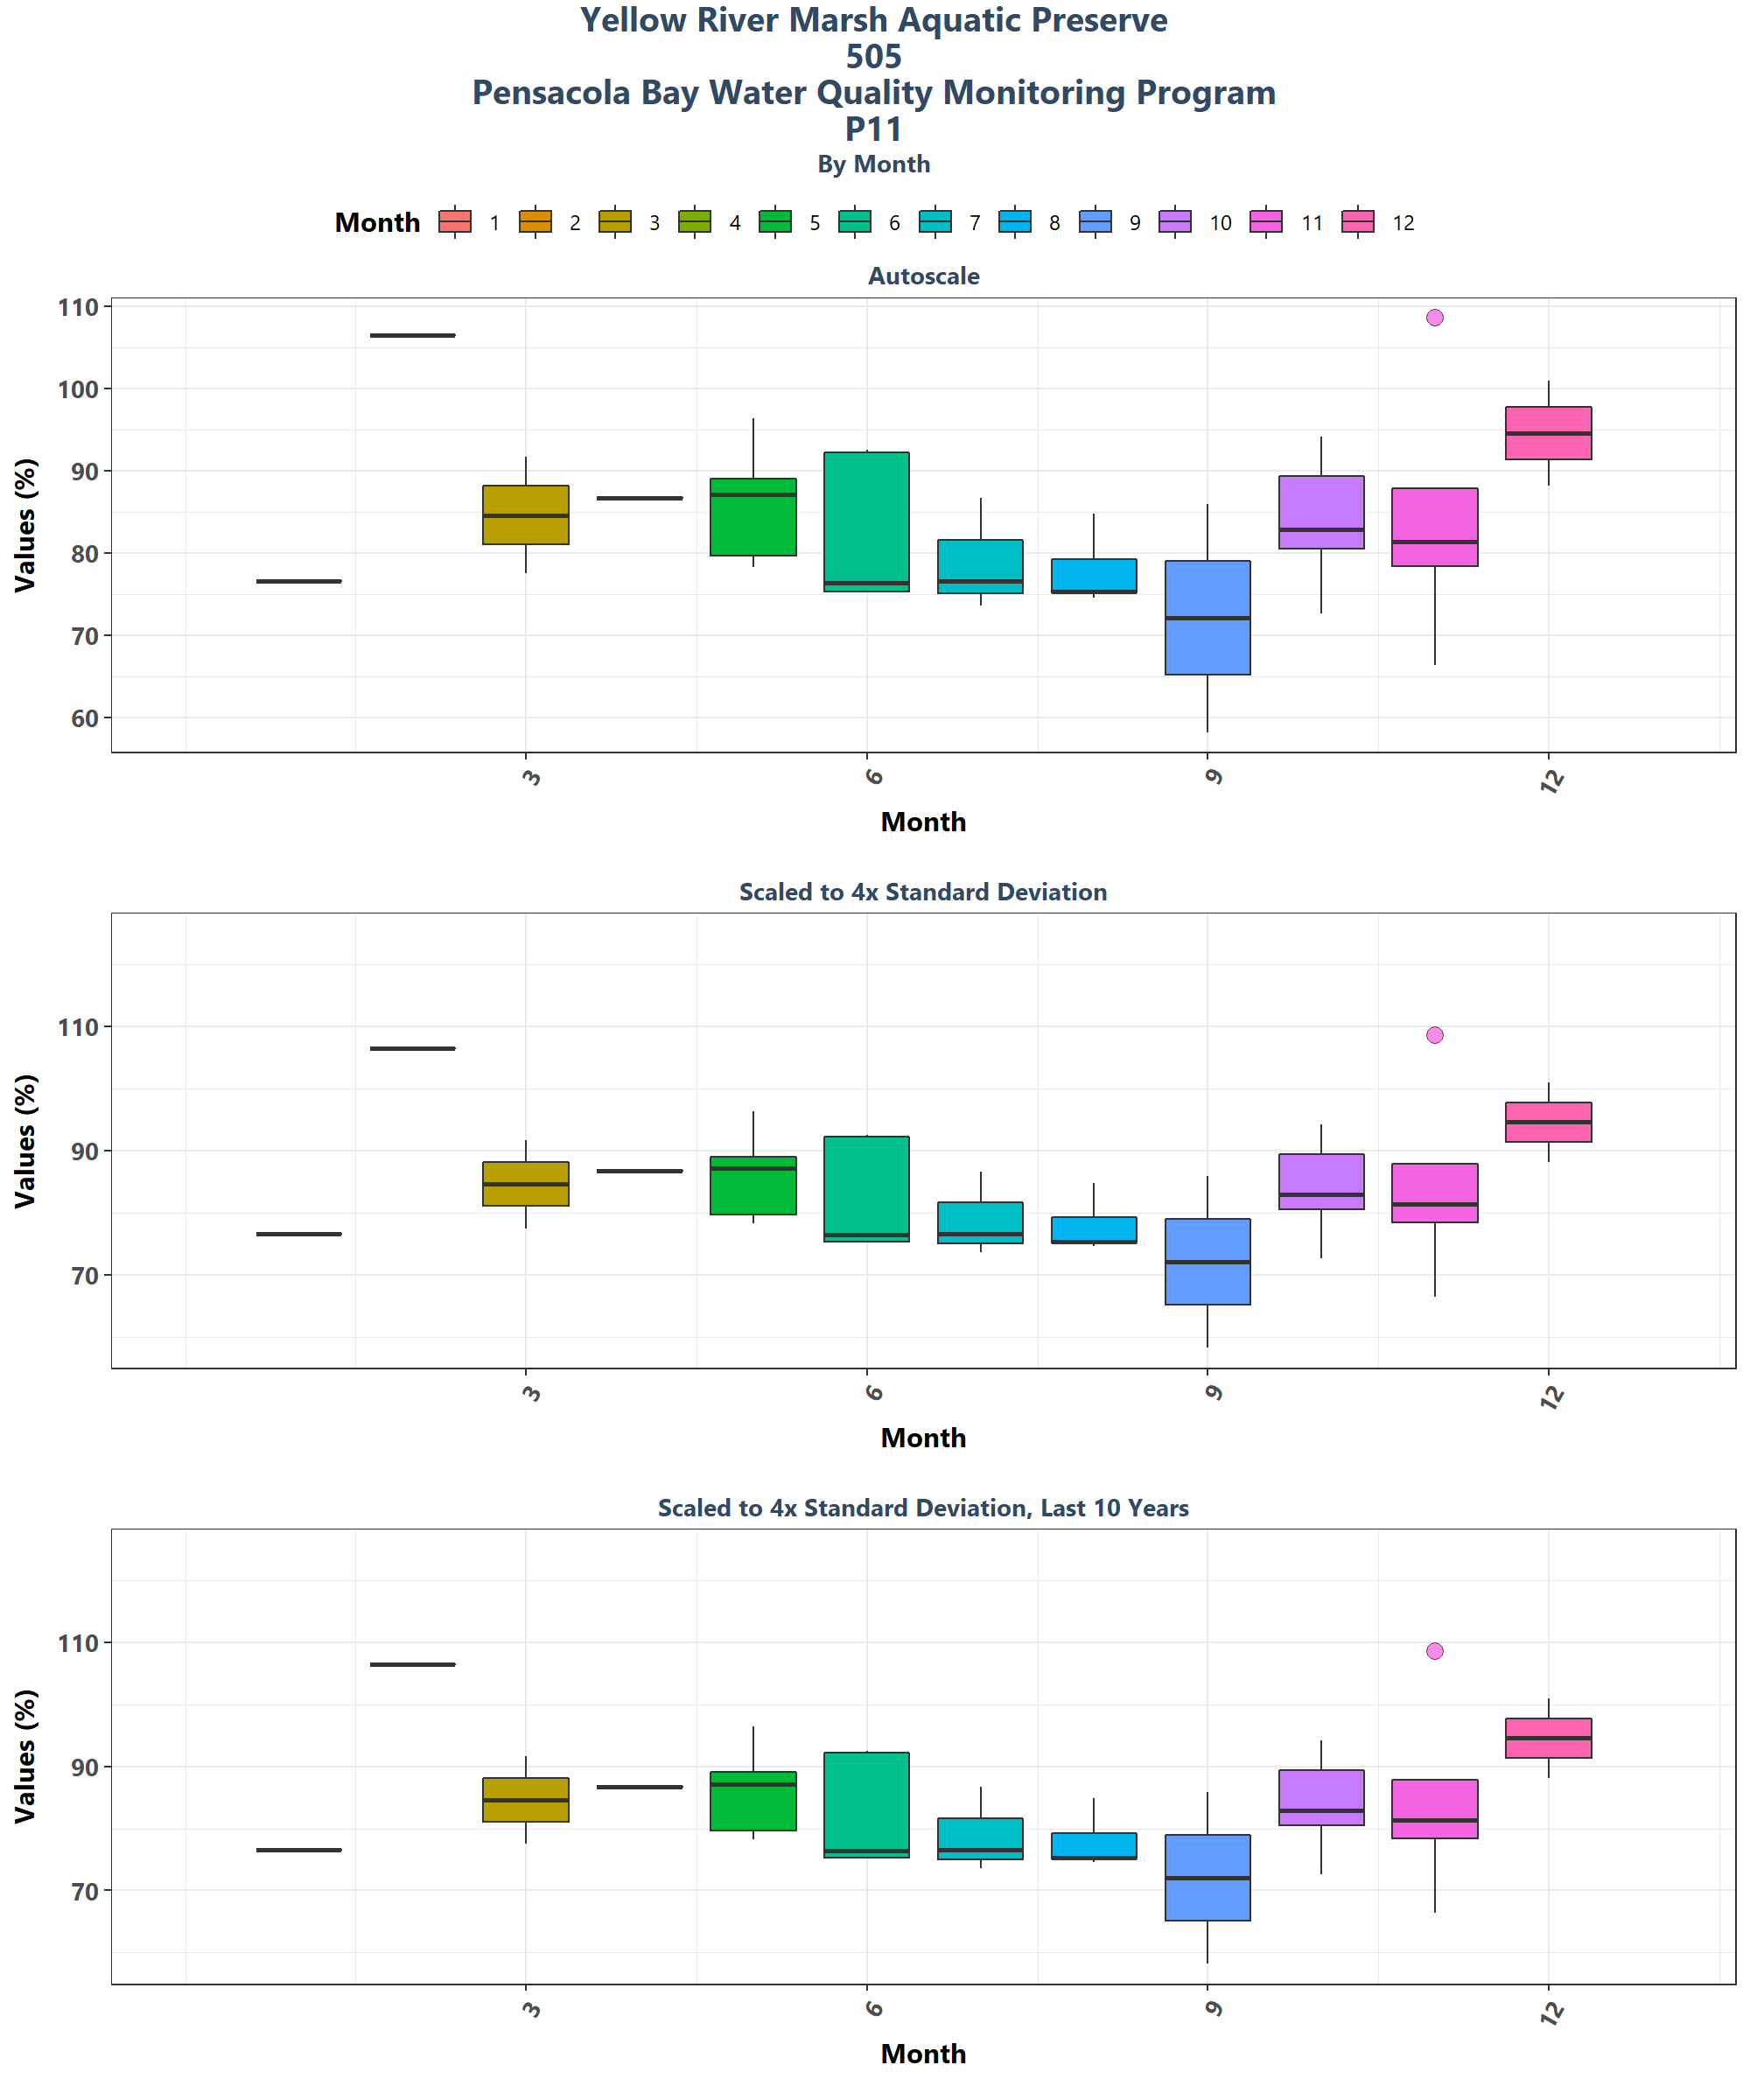 Yellow River Marsh Aquatic Preserve
505
Pensacola Bay Water Quality Monitoring Program
P11
By Month
Month 1 2 3 4 5 6 7 8 9 10 11 12
Autoscale
110
100
90
80
70
60
Values (%)
3 6 9 12
Month
Scaled to 4x Standard Deviation
110
90
70
Values (%)
3 6 9 12
Month
Scaled to 4x Standard Deviation, Last 10 Years
110
90
70
Values (%)
3 6 9 12
Month